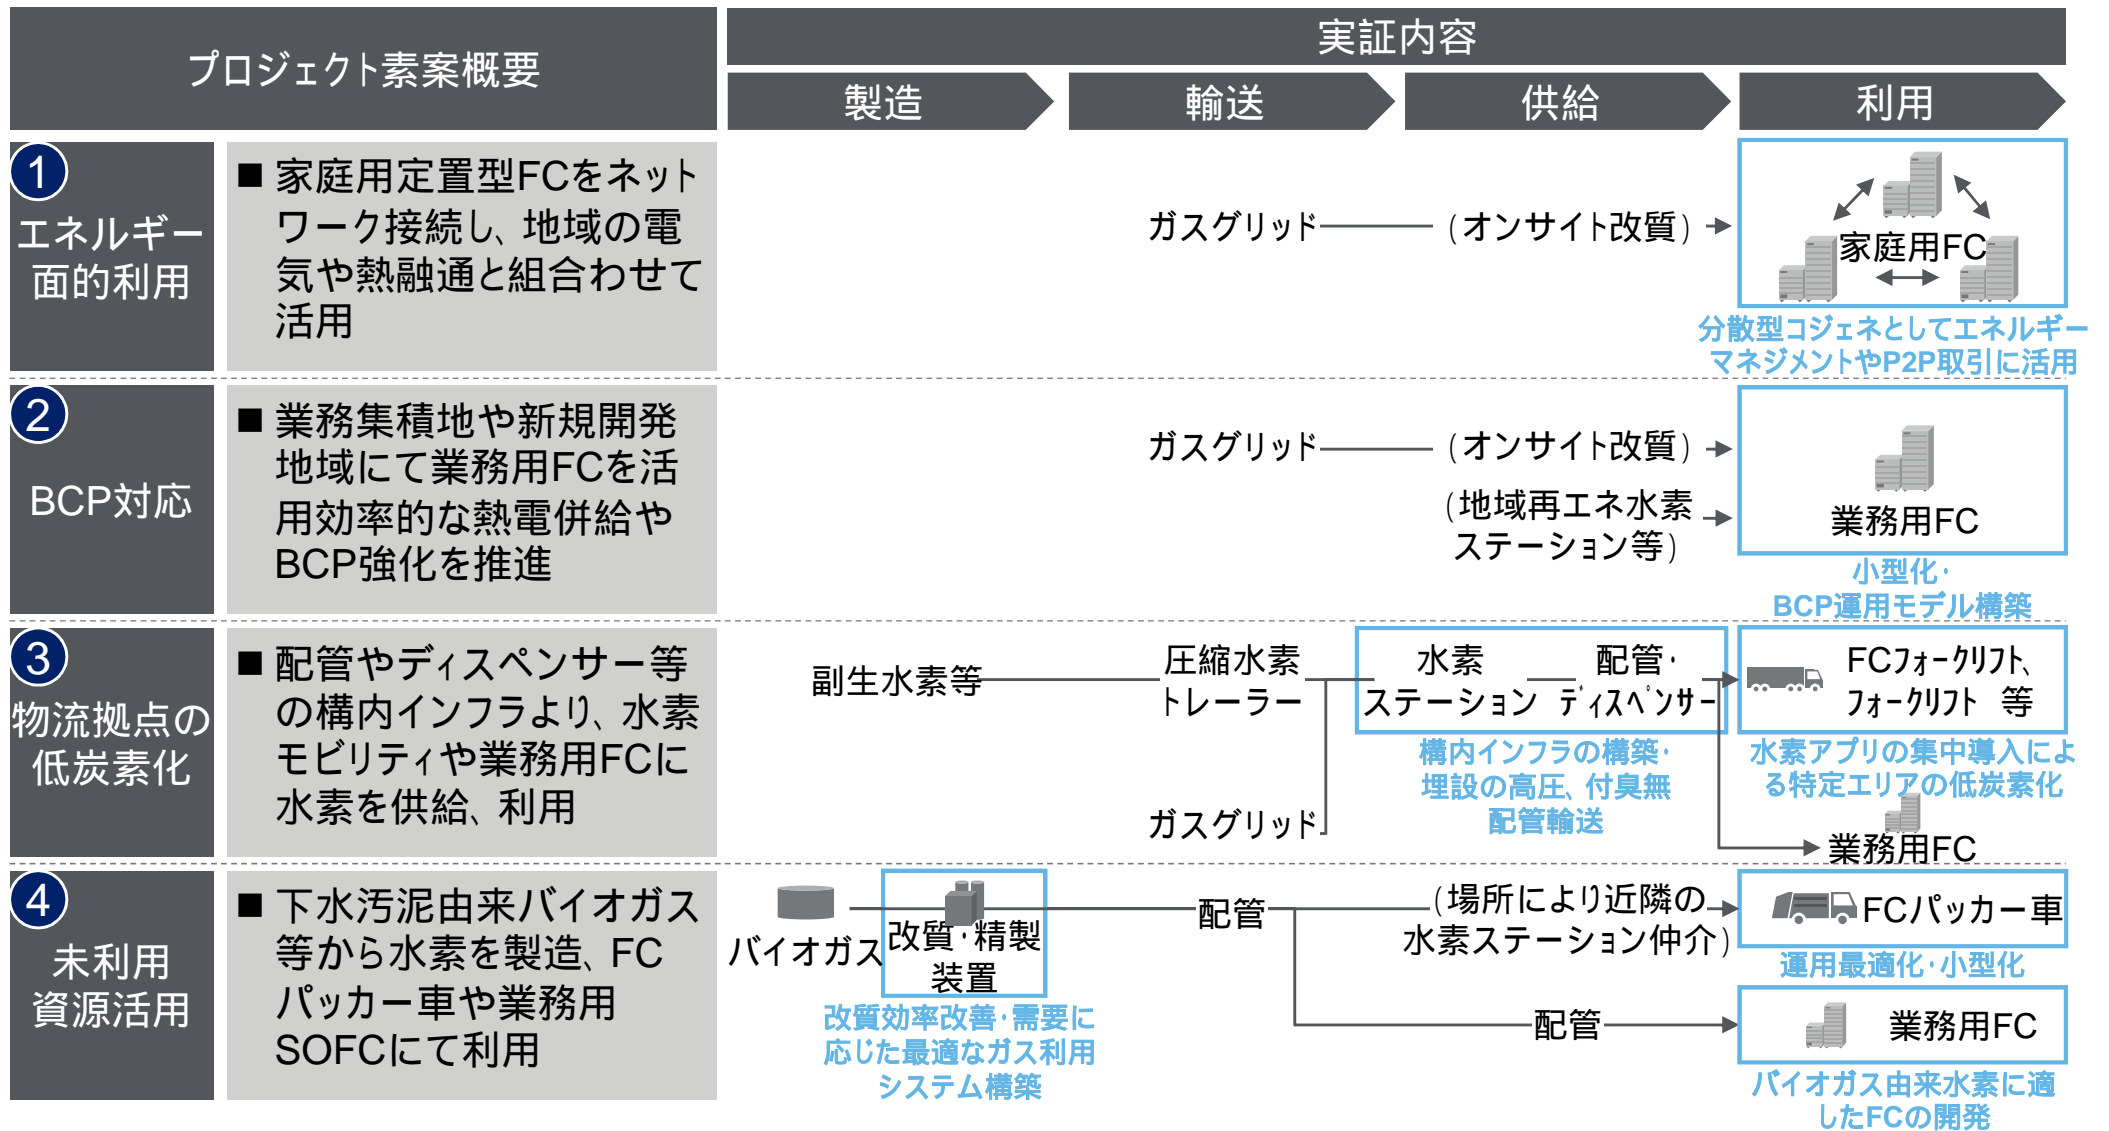 プロジェクト素案概要
実証内容
製造
輸送
供給
利用
1
エネルギー
面的利用
■ 家庭用定置型FCをネット
ワーク接続し、地域の電
気や熱融通と組合わせて
活用
ガスグリッド
(オンサイト改質)
家庭用FC
分散型コジェネとしてエネルギー
マネジメントやP2P取引に活用
2
BCP対応
■ 業務集積地や新規開発
地域にて業務用FCを活
用効率的な熱電併給や
BCP強化を推進
ガスグリッド
(オンサイト改質)
(地域再エネ水素
ステーション等)
業務用FC
小型化・
BCP運用モデル構築
3
物流拠点の
低炭素化
■ 配管やディスペンサー等
の構内インフラより、水素
モビリティや業務用FCに
水素を供給、利用
副生水素等
圧縮水素
トレーラー
ガスグリッド
水素
ステーション
配管・
ディスペンサー
構内インフラの構築・
埋設の高圧、付臭無
配管輸送
FCフォークリフト、
フォークリフト 等
水素アプリの集中導入によ
る特定エリアの低炭素化
業務用FC
4
未利用
資源活用
■ 下水汚泥由来バイオガス
等から水素を製造、FC
パッカー車や業務用
SOFCにて利用
バイオガス
改質・精製
装置
改質効率改善・需要に
応じた最適なガス利用
システム構築
配管
(場所により近隣の
水素ステーション仲介)
FCパッカー車
運用最適化・小型化
配管
業務用FC
バイオガス由来水素に適
したFCの開発